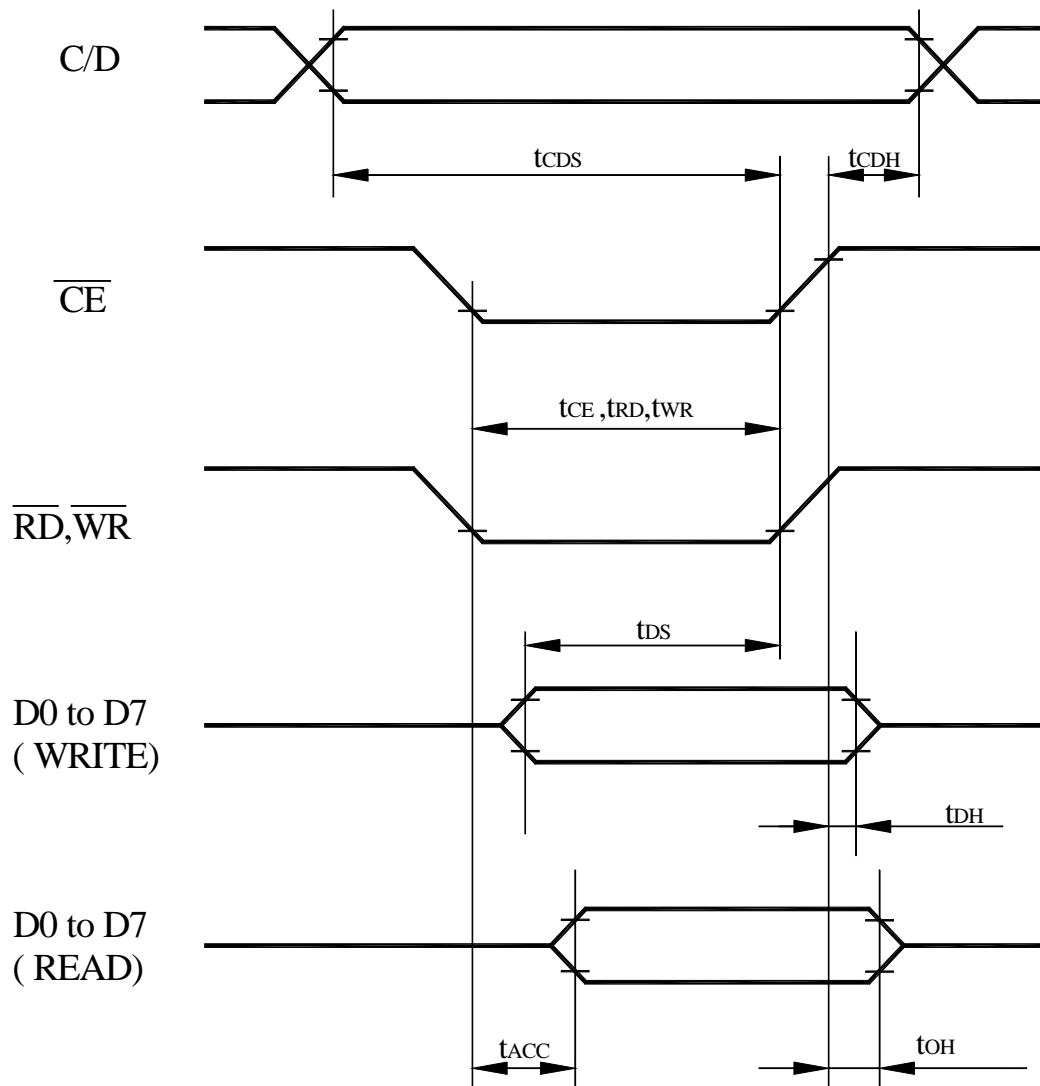 C/D
tCDS
tCDH
CE
tCE ,tRD,tWR
RD,WR
tDS
D0 to D7
( WRITE)
tDH
D0 to D7
( READ)
tACC
tOH